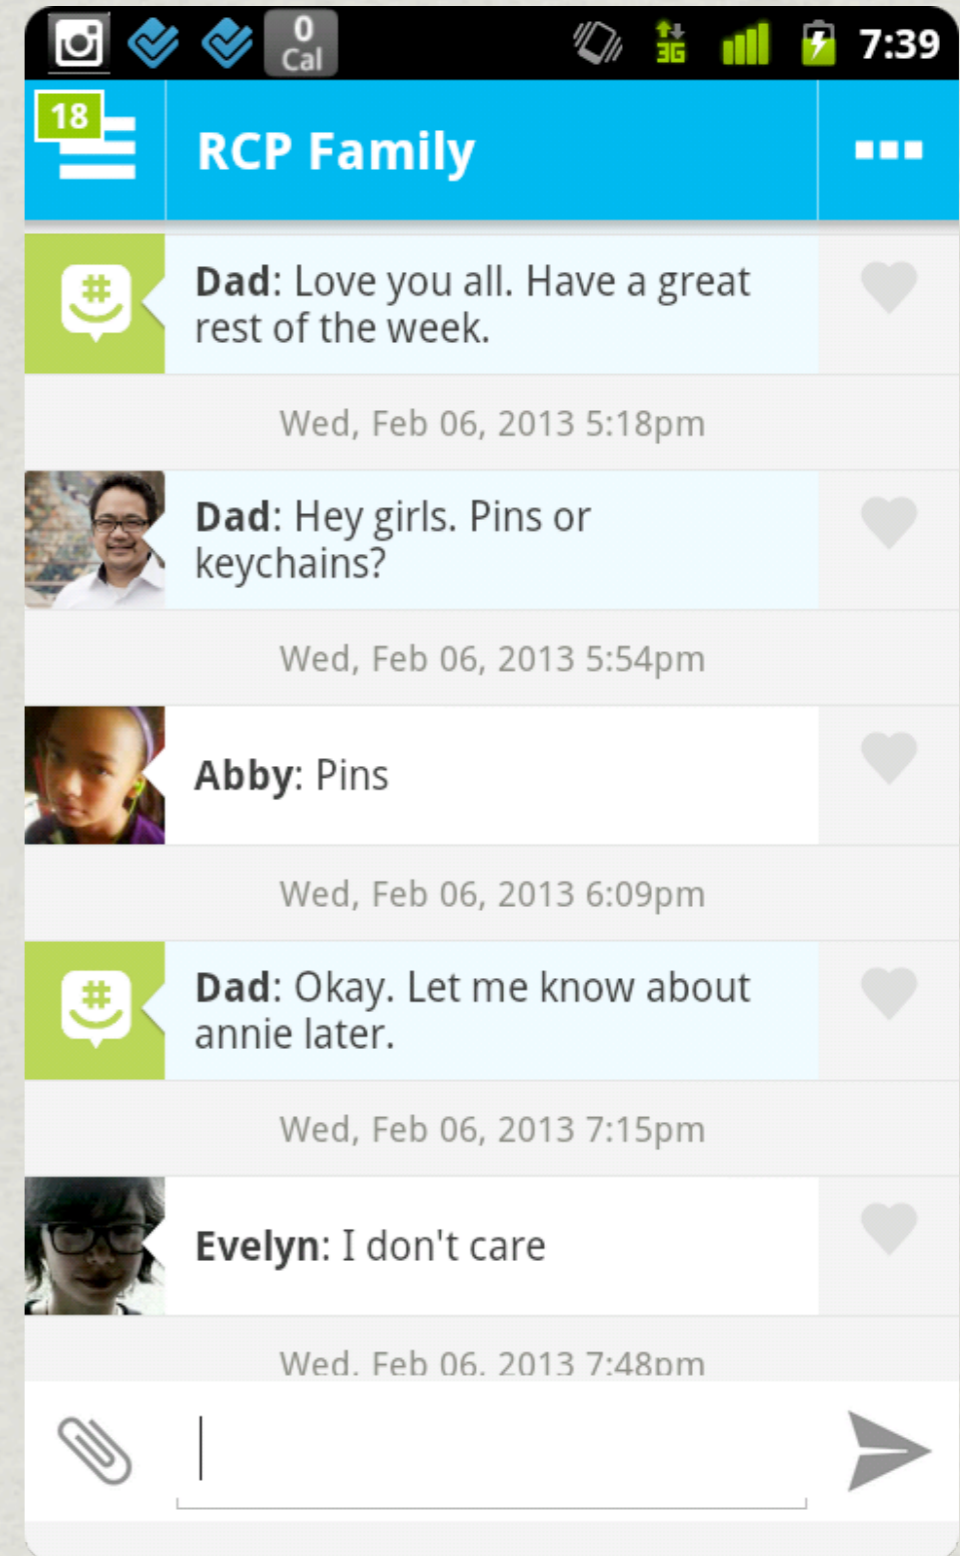 0
Cal
3G
7:39
18
RCP Family
Dad: Love you all. Have a great
rest of the week.
Wed, Feb 06, 2013 5:18pm
Dad: Hey girls. Pins or
keychains?
Wed, Feb 06, 2013 5:54pm
Abby: Pins
Wed, Feb 06, 2013 6:09pm
#
Dad: Okay. Let me know about
annie later.
Wed, Feb 06, 2013 7:15pm
Evelyn: I don't care
Wed, Feb 06, 2013 7:48pm